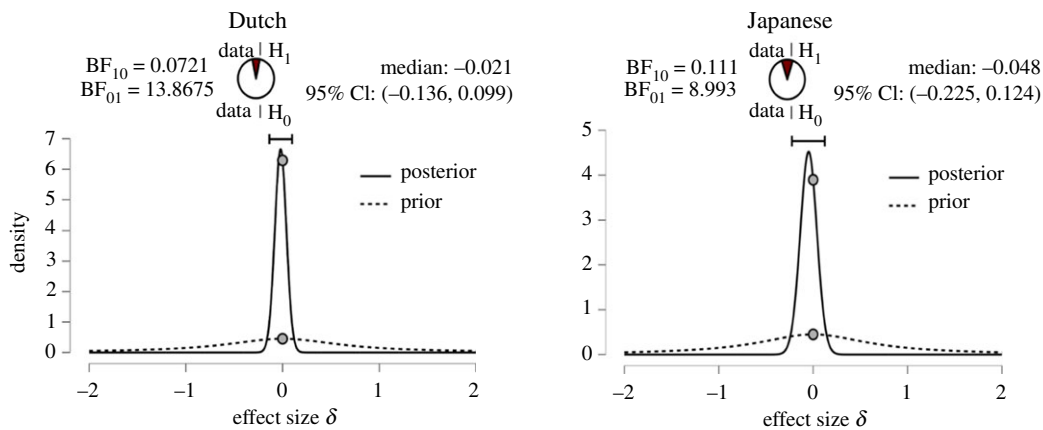 Dutch
data | H1
BF10 = 0.0721
BF01 = 13.8675
median: –0.021
95% Cl: (–0.136, 0.099)
data | H0
7
6
5
4
3
2
1
0
density
posterior
prior
–2 –1 0 1 2
effect size δ
Japanese
data | H1
BF10 = 0.111
BF01 = 8.993
median: –0.048
95% Cl: (–0.225, 0.124)
data | H0
5
4
3
2
1
0
posterior
prior
–2 –1 0 1 2
effect size δ